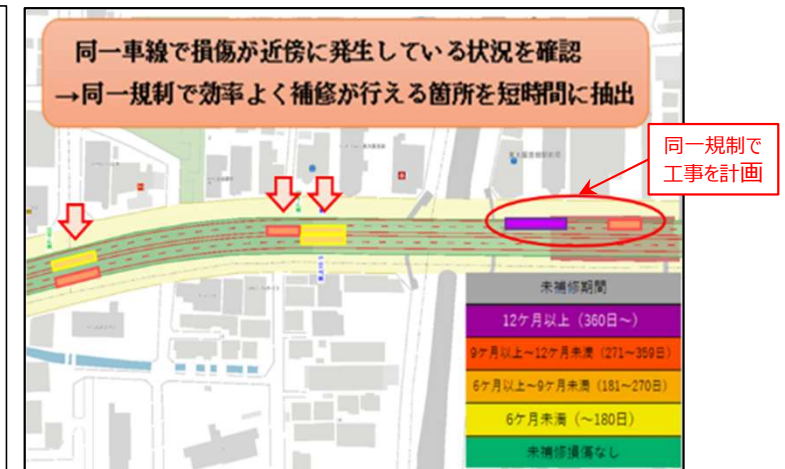 同一車線で損傷が近傍に発生している状況を確認
→同一規制で効率よく補修が行える箇所を短時間に抽出
同一規制で
工事を計画
未補修期間
12ケ月以上（360日～）
9ケ月以上～12ケ月未満（271～359日）
6ケ月以上～9ケ月未満（181～270日）
6ケ月未満（～180日）
未補修損傷なし